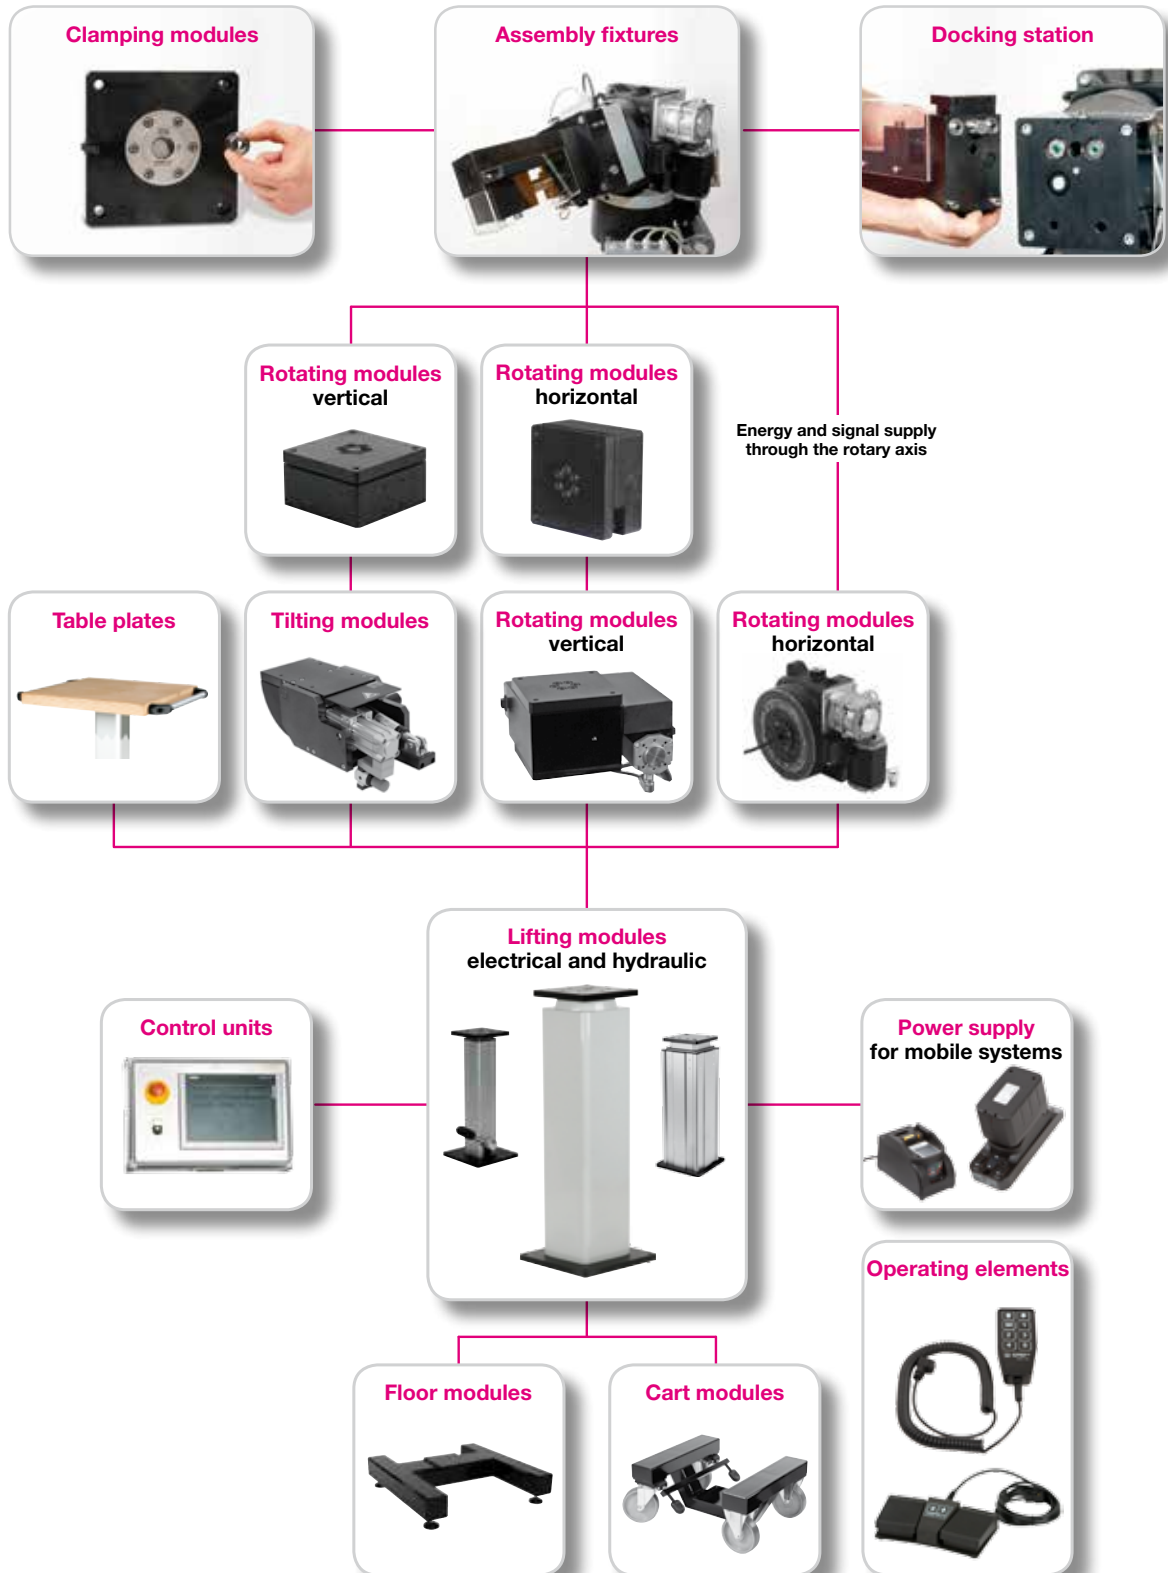 Clamping modules
Assembly fixtures
Docking station
Rotating modules
vertical
Rotating modules
horizontal
Energy and signal supply
through the rotary axis
Table plates
Tilting modules
Rotating modules
vertical
Rotating modules
horizontal
Lifting modules
electrical and hydraulic
Control units
Power supply
for mobile systems
Operating elements
Floor modules
Cart modules